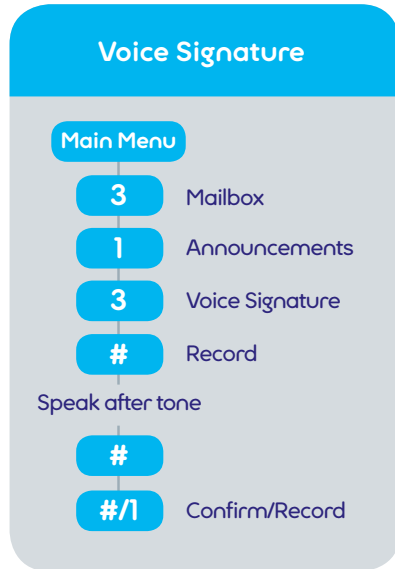 Voice Signature
Main Menu
3 Mailbox
1 Announcements
3 Voice Signature
# Record
Speak after tone
#
#/1 Confirm/Record